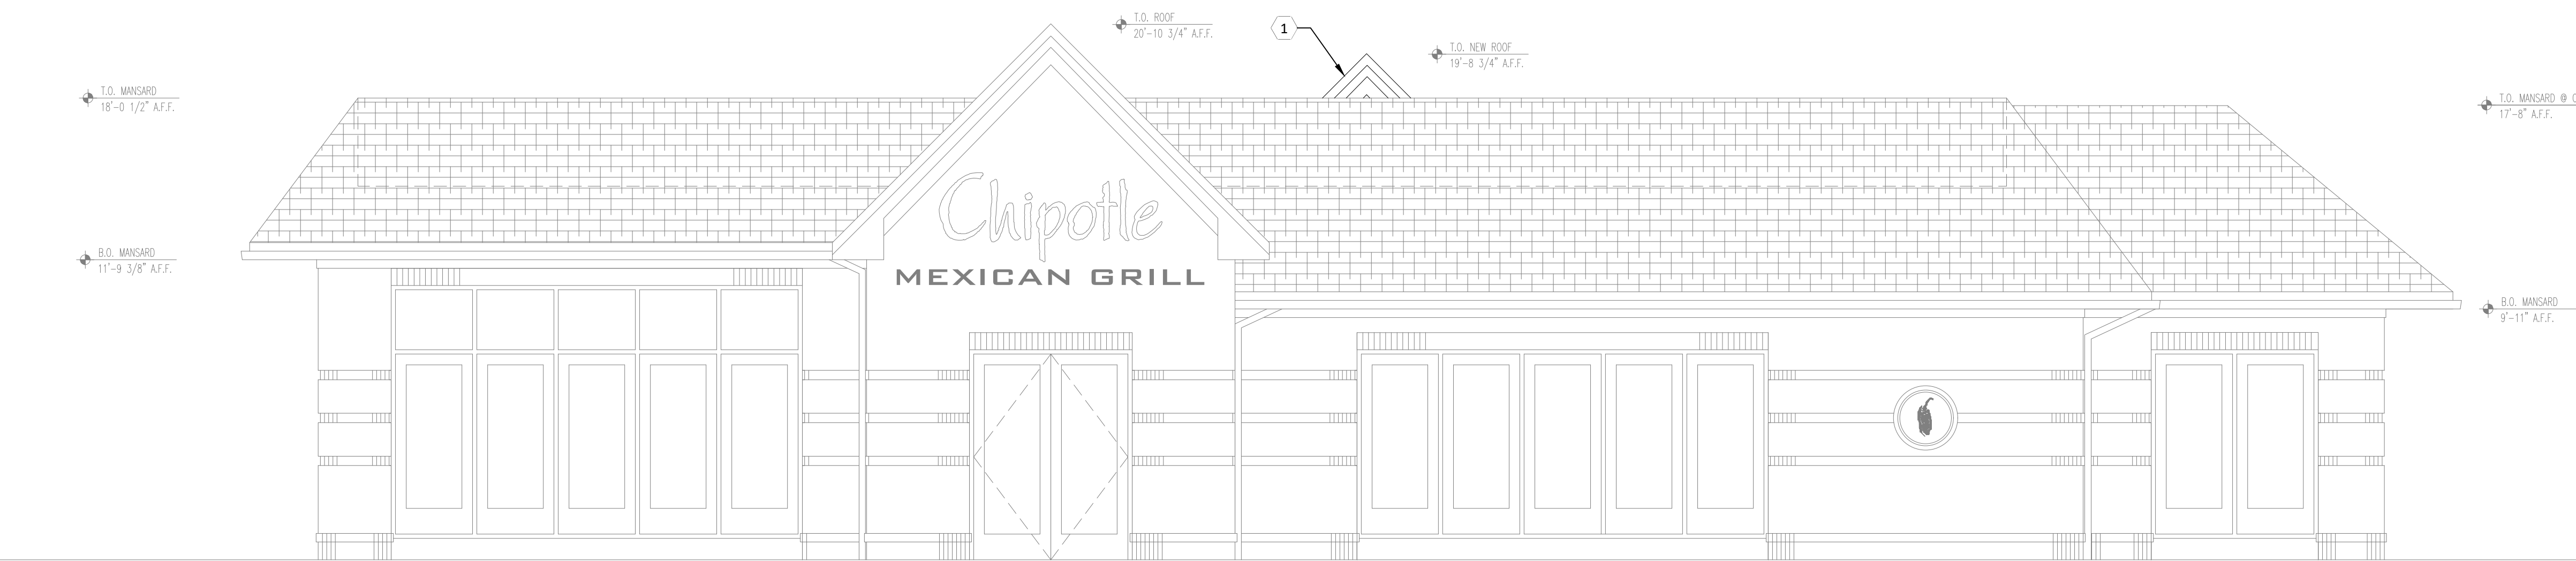 T.O. ROOF
20'-10 3/4" A.F.F.
1
T.O. NEW ROOF
19'-8 3/4" A.F.F.
T.O. MANSARD
18'-0 1/2" A.F.F.
T.O. MANSARD @
17'-8" A.F.F.
Chipotle
MEXICAN GRILL
B.O. MANSARD
11'-9 3/8" A.F.F.
B.O. MANSARD
9'-11" A.F.F.